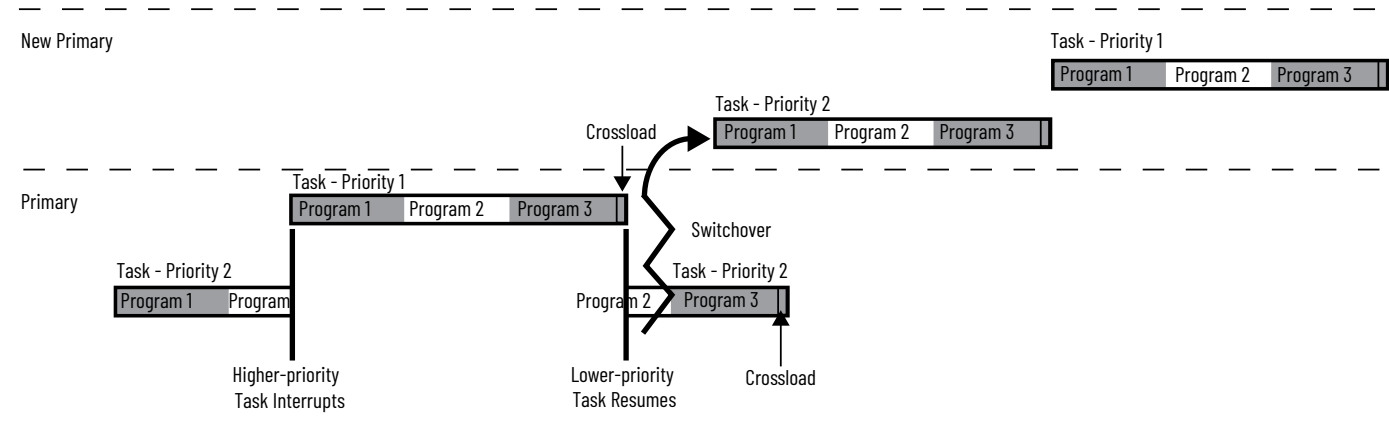 New Primary
Task - Priority 1
Program 1 Program 2 Program 3
Task - Priority 2
Crossload
Program 1 Program 2 Program 3
Task - Priority 1
Primary
Program 1 Program 2 Program 3
Switchover
Task - Priority 2
Task - Priority 2
Program 1 Program
Program 2 Program 3
Higher-priority
Task Interrupts
Lower-priority
Task Resumes
Crossload